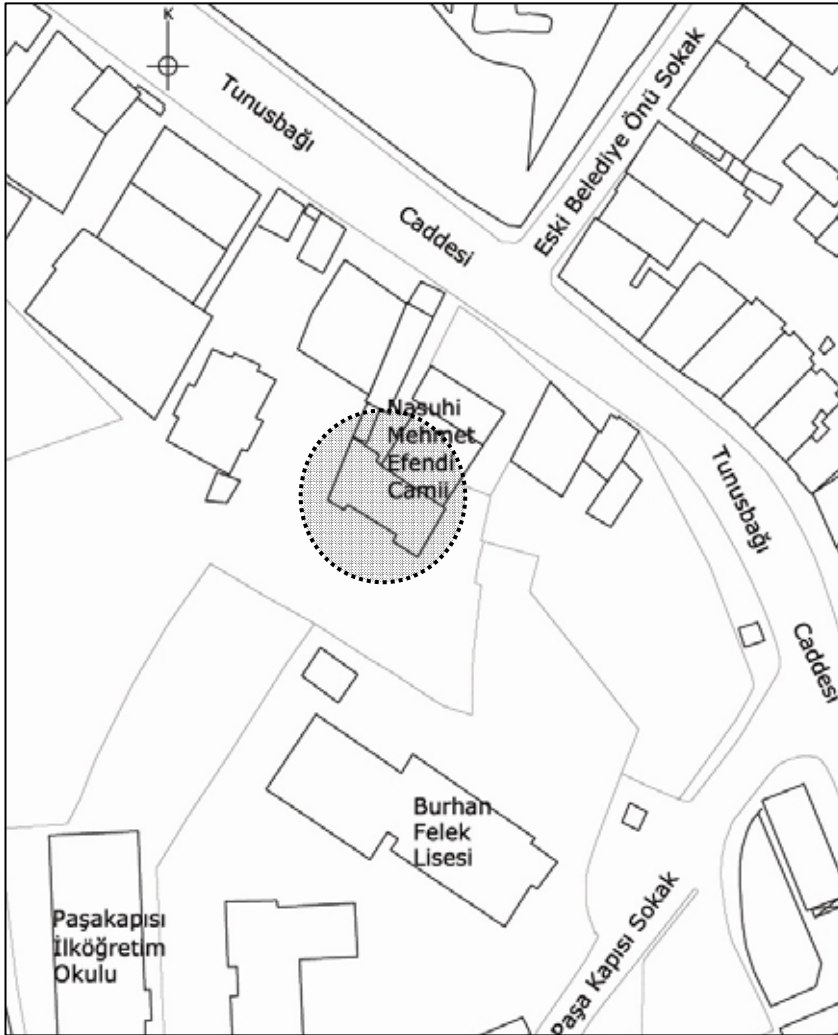 K
Tunusbağı
Caddesi
Eski Belediye Önü Sokak
Nasuhi
Mehmet
Efendi
Camii
Tunusbağı
Caddesi
Burhan
Felek
Lisesi
Paşakapısı
İlköğretim
Okulu
Paşa Kapısı Sokak